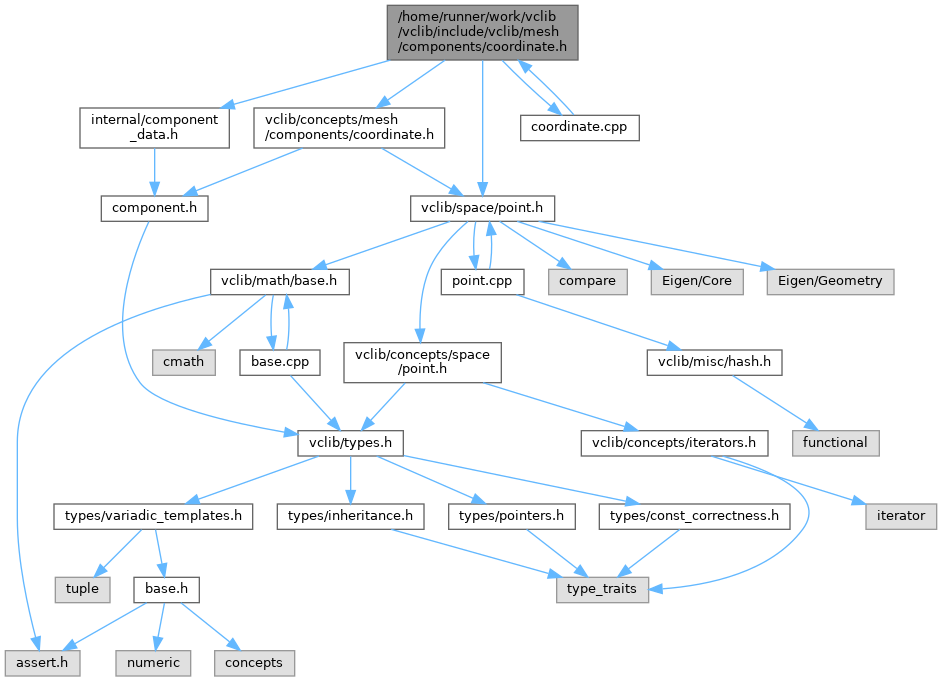 /home/runner/work/vclib
/vclib/include/vclib/mesh
/components/coordinate.h
internal/component
_data.h
vclib/concepts/mesh
/components/coordinate.h
coordinate.cpp
component.h
vclib/space/point.h
vclib/math/base.h
point.cpp
compare
Eigen/Core
Eigen/Geometry
cmath
base.cpp
vclib/concepts/space
/point.h
vclib/misc/hash.h
vclib/types.h
vclib/concepts/iterators.h
functional
types/variadic_templates.h
types/inheritance.h
types/pointers.h
types/const_correctness.h
iterator
tuple
base.h
type_traits
assert.h
numeric
concepts